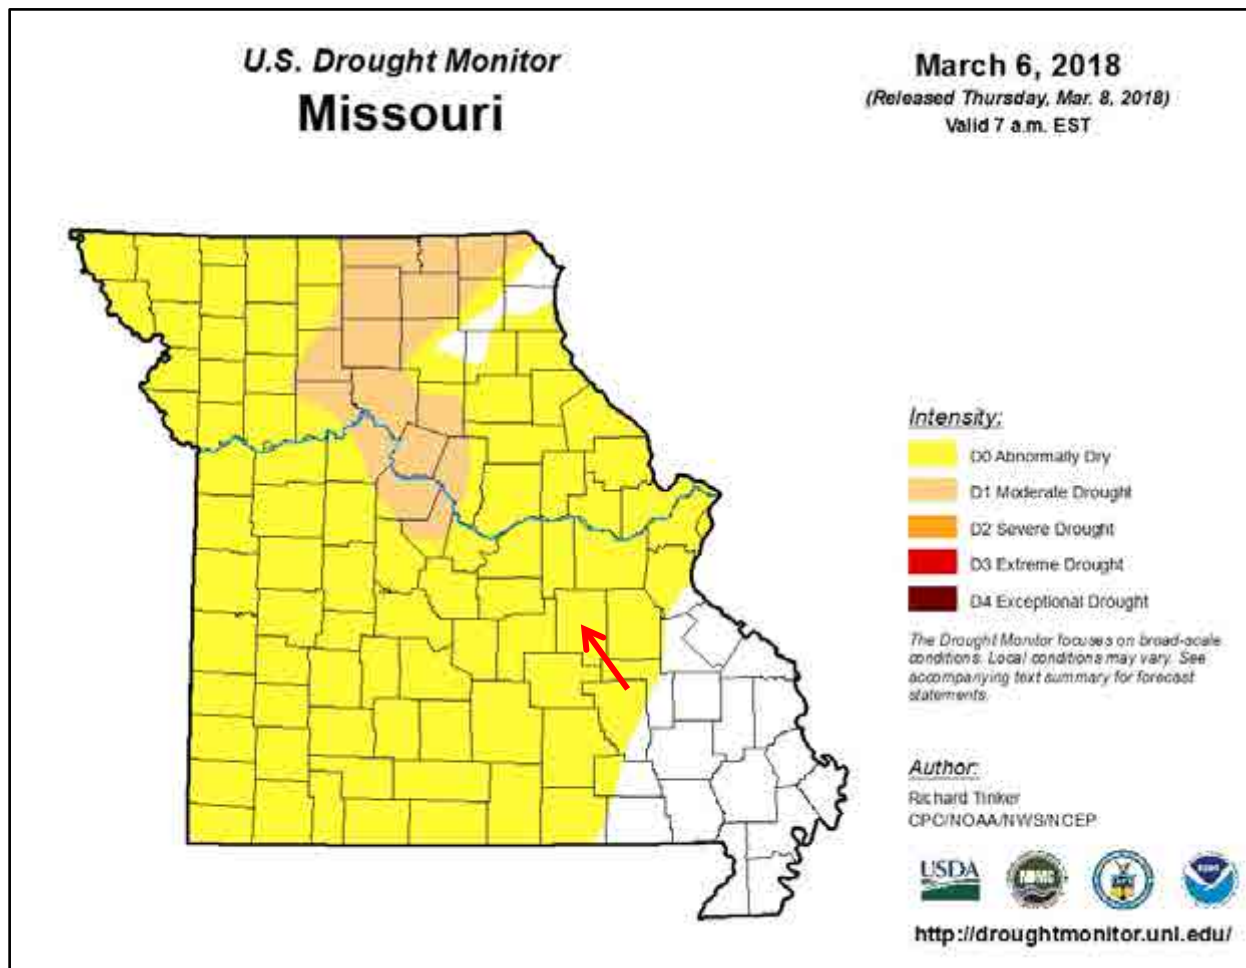 U.S. Drought Monitor
Missouri
March 6, 2018
(Released Thursday, Mar. 8, 2018)
Valid 7 a.m. EST
Intensity:
D0 Abnormally Dry
D1 Moderate Drought
D2 Severe Drought
D3 Extreme Drought
D4 Exceptional Drought
The Drought Monitor focuses on broad-scale
conditions. Local conditions may vary. See
accompanying text summary for forecast
statements.
Author:
Richard Tinker
CPC/NOAA/NWS/NCEP
USDA
NDMC
http://droughtmonitor.unl.edu/